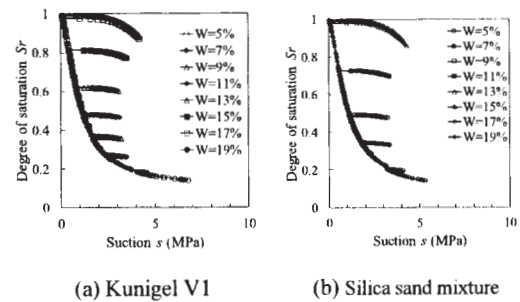 Degree of saturation Sr
1
0.8
0.6
0.4
0.2
0
0 5 10
Suction s (MPa)
W=5%
W=7%
W=9%
W=11%
W=13%
W=15%
W=17%
W=19%
(a) Kunigel V1
Degree of saturation Sr
1
0.8
0.6
0.4
0.2
0
0 5 10
Suction s (MPa)
W=5%
W=7%
W=9%
W=11%
W=13%
W=15%
W=17%
W=19%
(b) Silica sand mixture